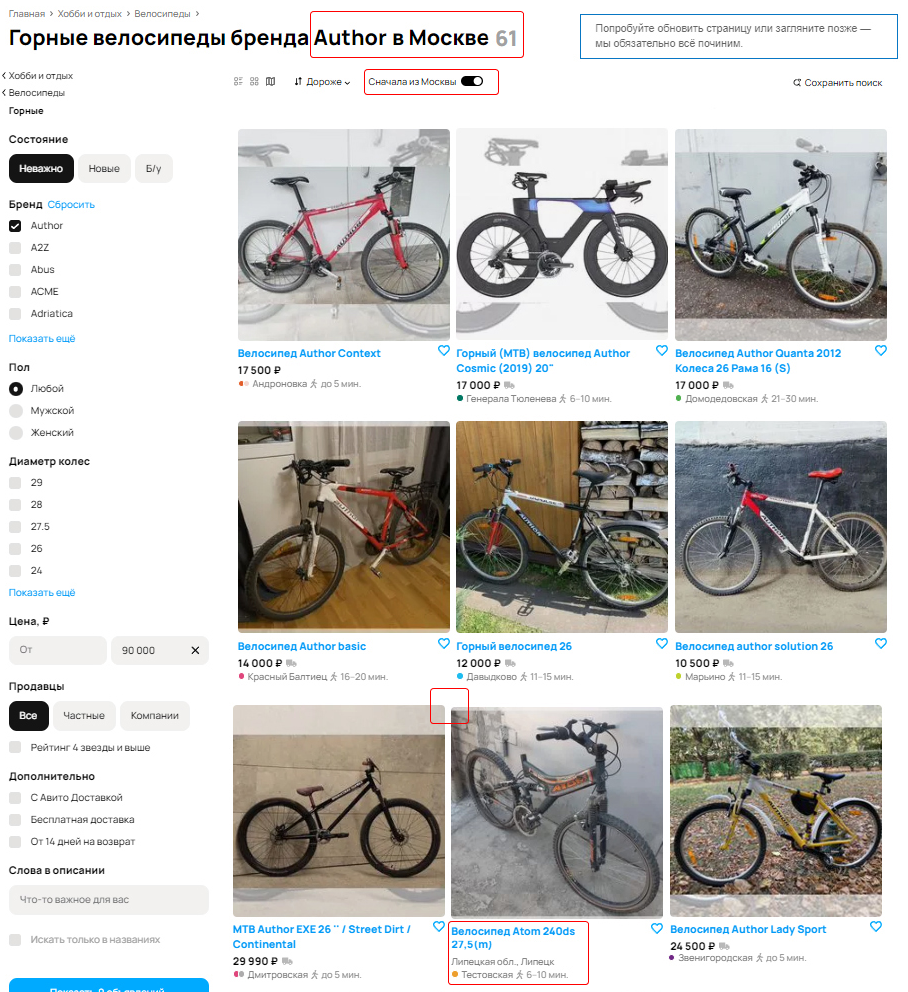 Главная > Хобби и отдых > Велосипеды >
Горные велосипеды бренда Author в Москве 61
Попробуйте обновить страницу или загляните позже —
мы обязательно всё починим.
Хобби и отдых
Велосипеды
Горные
Дороже
Сначала из Москвы
Сохранить поиск
Состояние
Неважно Новые Б/у
Бренд Сбросить
Author
A2Z
Abus
ACME
Adriatica
Показать ещё
Пол
Любой
Мужской
Женский
Диаметр колес
29
28
27.5
26
24
Показать ещё
Цена, ₽
От 90 000
Продавцы
Все Частные Компании
Рейтинг 4 звезды и выше
Дополнительно
С Авито Доставкой
Бесплатная доставка
От 14 дней на возврат
Слова в описании
Что-то важное для вас
Искать только в названиях
Велосипед Author Context
17 500 ₽
Андроновка до 5 мин.
Горный (MTB) велосипед Author
Cosmic (2019) 20"
17 000 ₽
Генерала Тюленева 6–10 мин.
Велосипед Author Quanta 2012
Колеса 26 Рама 16 (S)
17 000 ₽
Домодедовская 21–30 мин.
Велосипед Author basic
14 000 ₽
Красный Балтиец 16–20 мин.
Горный велосипед 26
12 000 ₽
Давыдково 11–15 мин.
Велосипед author solution 26
10 500 ₽
Марьино 11–15 мин.
MTB Author EXE 26 '' / Street Dirt /
Continental
29 990 ₽
Дмитровская до 5 мин.
Велосипед Atom 240ds
27,5(m)
Липецкая обл., Липецк
Тестовская 6–10 мин.
Велосипед Author Lady Sport
24 500 ₽
Звенигородская до 5 мин.